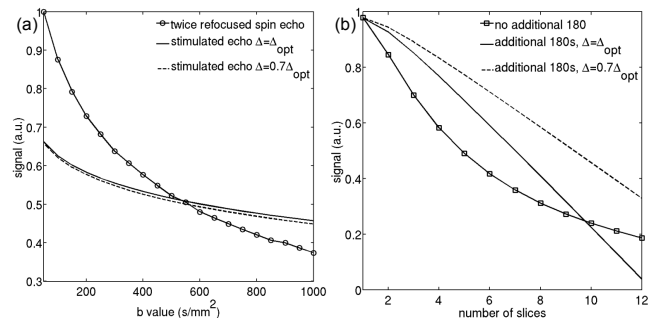 (a)
twice refocused spin echo
stimulated echo Δ=Δopt
stimulated echo Δ=0.7Δopt
signal (a.u.)
1
0.9
0.8
0.7
0.6
0.5
0.4
0.3
200 400 600 800 1000
b value (s/mm2)
(b)
no additional 180
additional 180s, Δ=Δopt
additional 180s, Δ=0.7Δopt
signal (a.u.)
1
0.8
0.6
0.4
0.2
0
2 4 6 8 10 12
number of slices